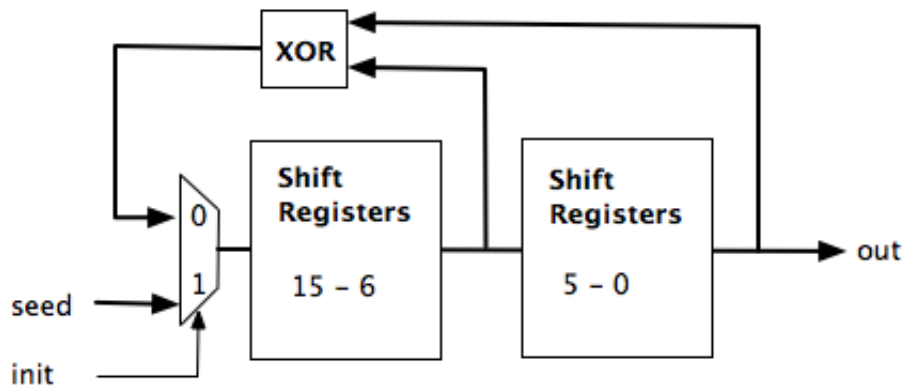 XOR
Shift
Registers
15 – 6
Shift
Registers
5 – 0
0
1
out
seed
init